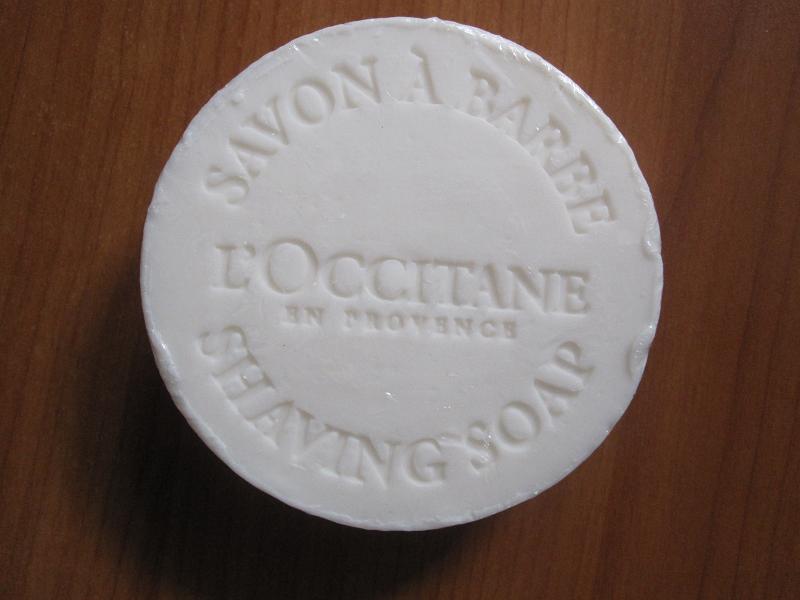 SAVON À BARBE
L'OCCITANE
EN PROVENCE
SHAVING SOAP